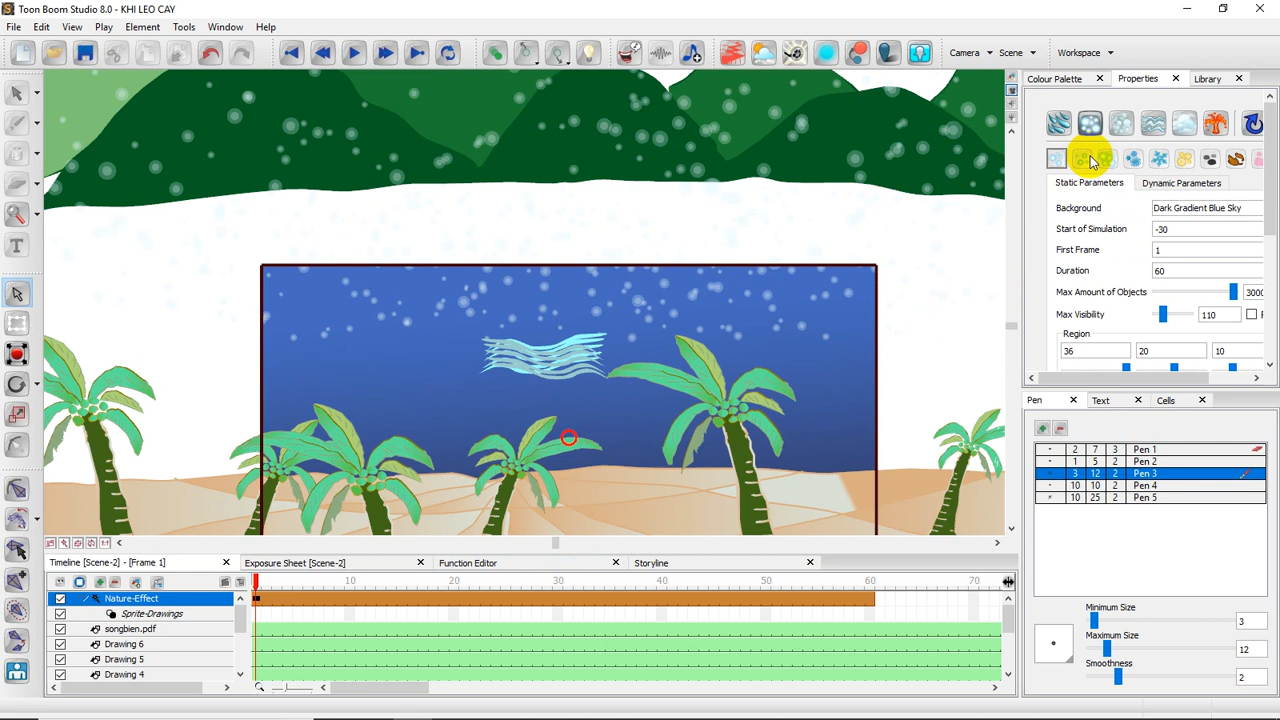 Toon Boom Studio 8.0 - KHI LEO CAY
File Edit View Play Element Tools Window Help
Camera Scene Workspace
Colour Palette Properties Library
Static Parameters Dynamic Parameters
Background Dark Gradient Blue Sky
Start of Simulation -30
First Frame 1
Duration 60
Max Amount of Objects 3000
Max Visibility 110
Region
36 20 10
Pen Text Cells
2 7 3 Pen 1
1 5 2 Pen 2
3 12 2 Pen 3
10 10 2 Pen 4
10 25 2 Pen 5
Minimum Size
3
Maximum Size
12
Smoothness
2
Timeline [Scene-2] - [Frame 1] Exposure Sheet [Scene-2] Function Editor Storyline
10 20 30 40 50 60 70
Nature-Effect
Sprite-Drawings
songbien.pdf
Drawing 6
Drawing 5
Drawing 4